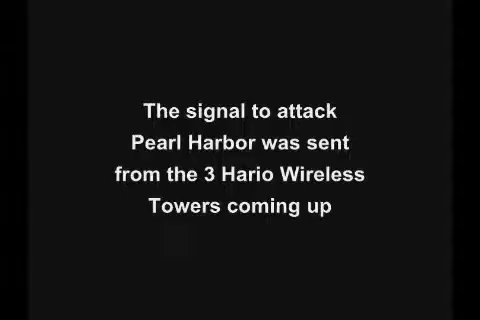 The signal to attack
Pearl Harbor was sent
from the 3 Hario Wireless
Towers coming up